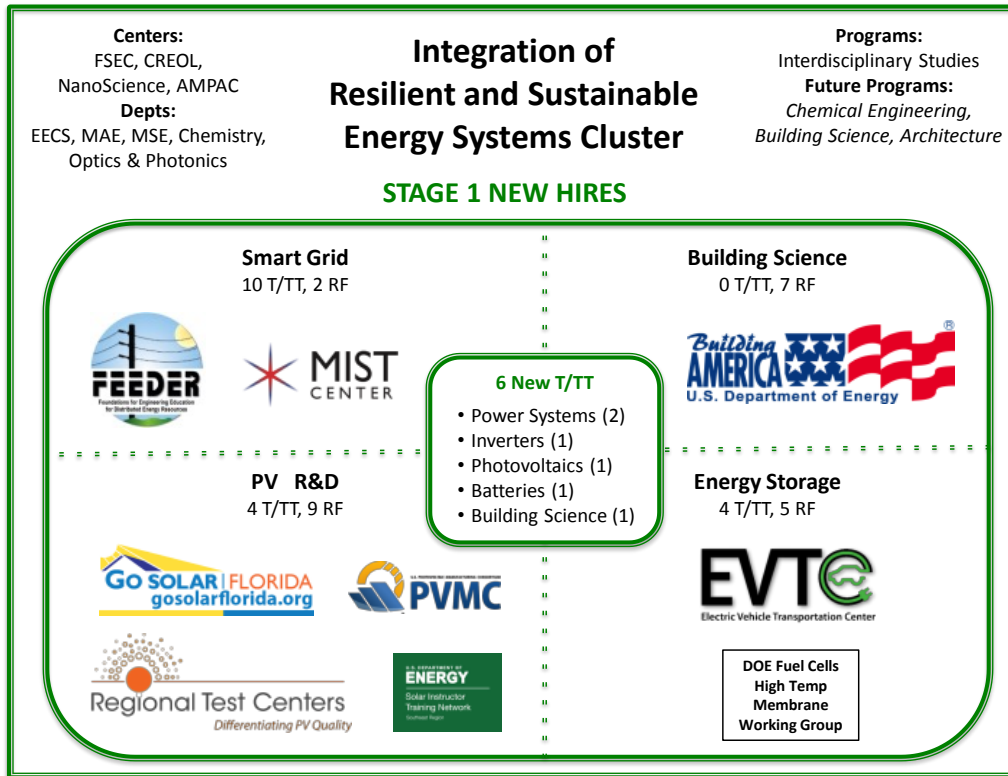 Centers:
FSEC, CREOL,
NanoScience, AMPAC
Depts:
EECS, MAE, MSE, Chemistry,
Optics & Photonics
Integration of
Resilient and Sustainable
Energy Systems Cluster
Programs:
Interdisciplinary Studies
Future Programs:
Chemical Engineering,
Building Science, Architecture
STAGE 1 NEW HIRES
Smart Grid
10 T/TT, 2 RF
FEEDER
Foundations for Engineering Education
for Distributed Energy Resources
MIST
CENTER
Building Science
0 T/TT, 7 RF
Building
AMERICA
®
U.S. Department of Energy
6 New T/TT
• Power Systems (2)
• Inverters (1)
• Photovoltaics (1)
• Batteries (1)
• Building Science (1)
PV R&D
4 T/TT, 9 RF
GO SOLAR FLORIDA
gosolarflorida.org
U.S. PHOTOVOLTAIC MANUFACTURING CONSORTIUM
PVMC
Regional Test Centers
Differentiating PV Quality
U.S. DEPARTMENT OF
ENERGY
Solar Instructor
Training Network
Southeast Region
Energy Storage
4 T/TT, 5 RF
EVTC
Electric Vehicle Transportation Center
DOE Fuel Cells
High Temp
Membrane
Working Group